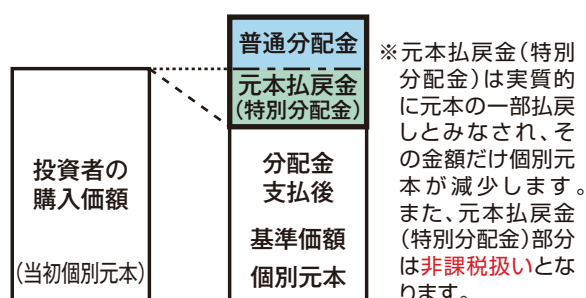 普通分配金
元本払戻金
(特別分配金)
投資者の
購入価額
(当初個別元本)
分配金
支払後
基準価額
個別元本
※元本払戻金(特別
分配金)は実質的
に元本の一部払戻
しとみなされ、そ
の金額だけ個別元
本が減少します。
また、元本払戻金
(特別分配金)部分
は非課税扱いとな
ります。